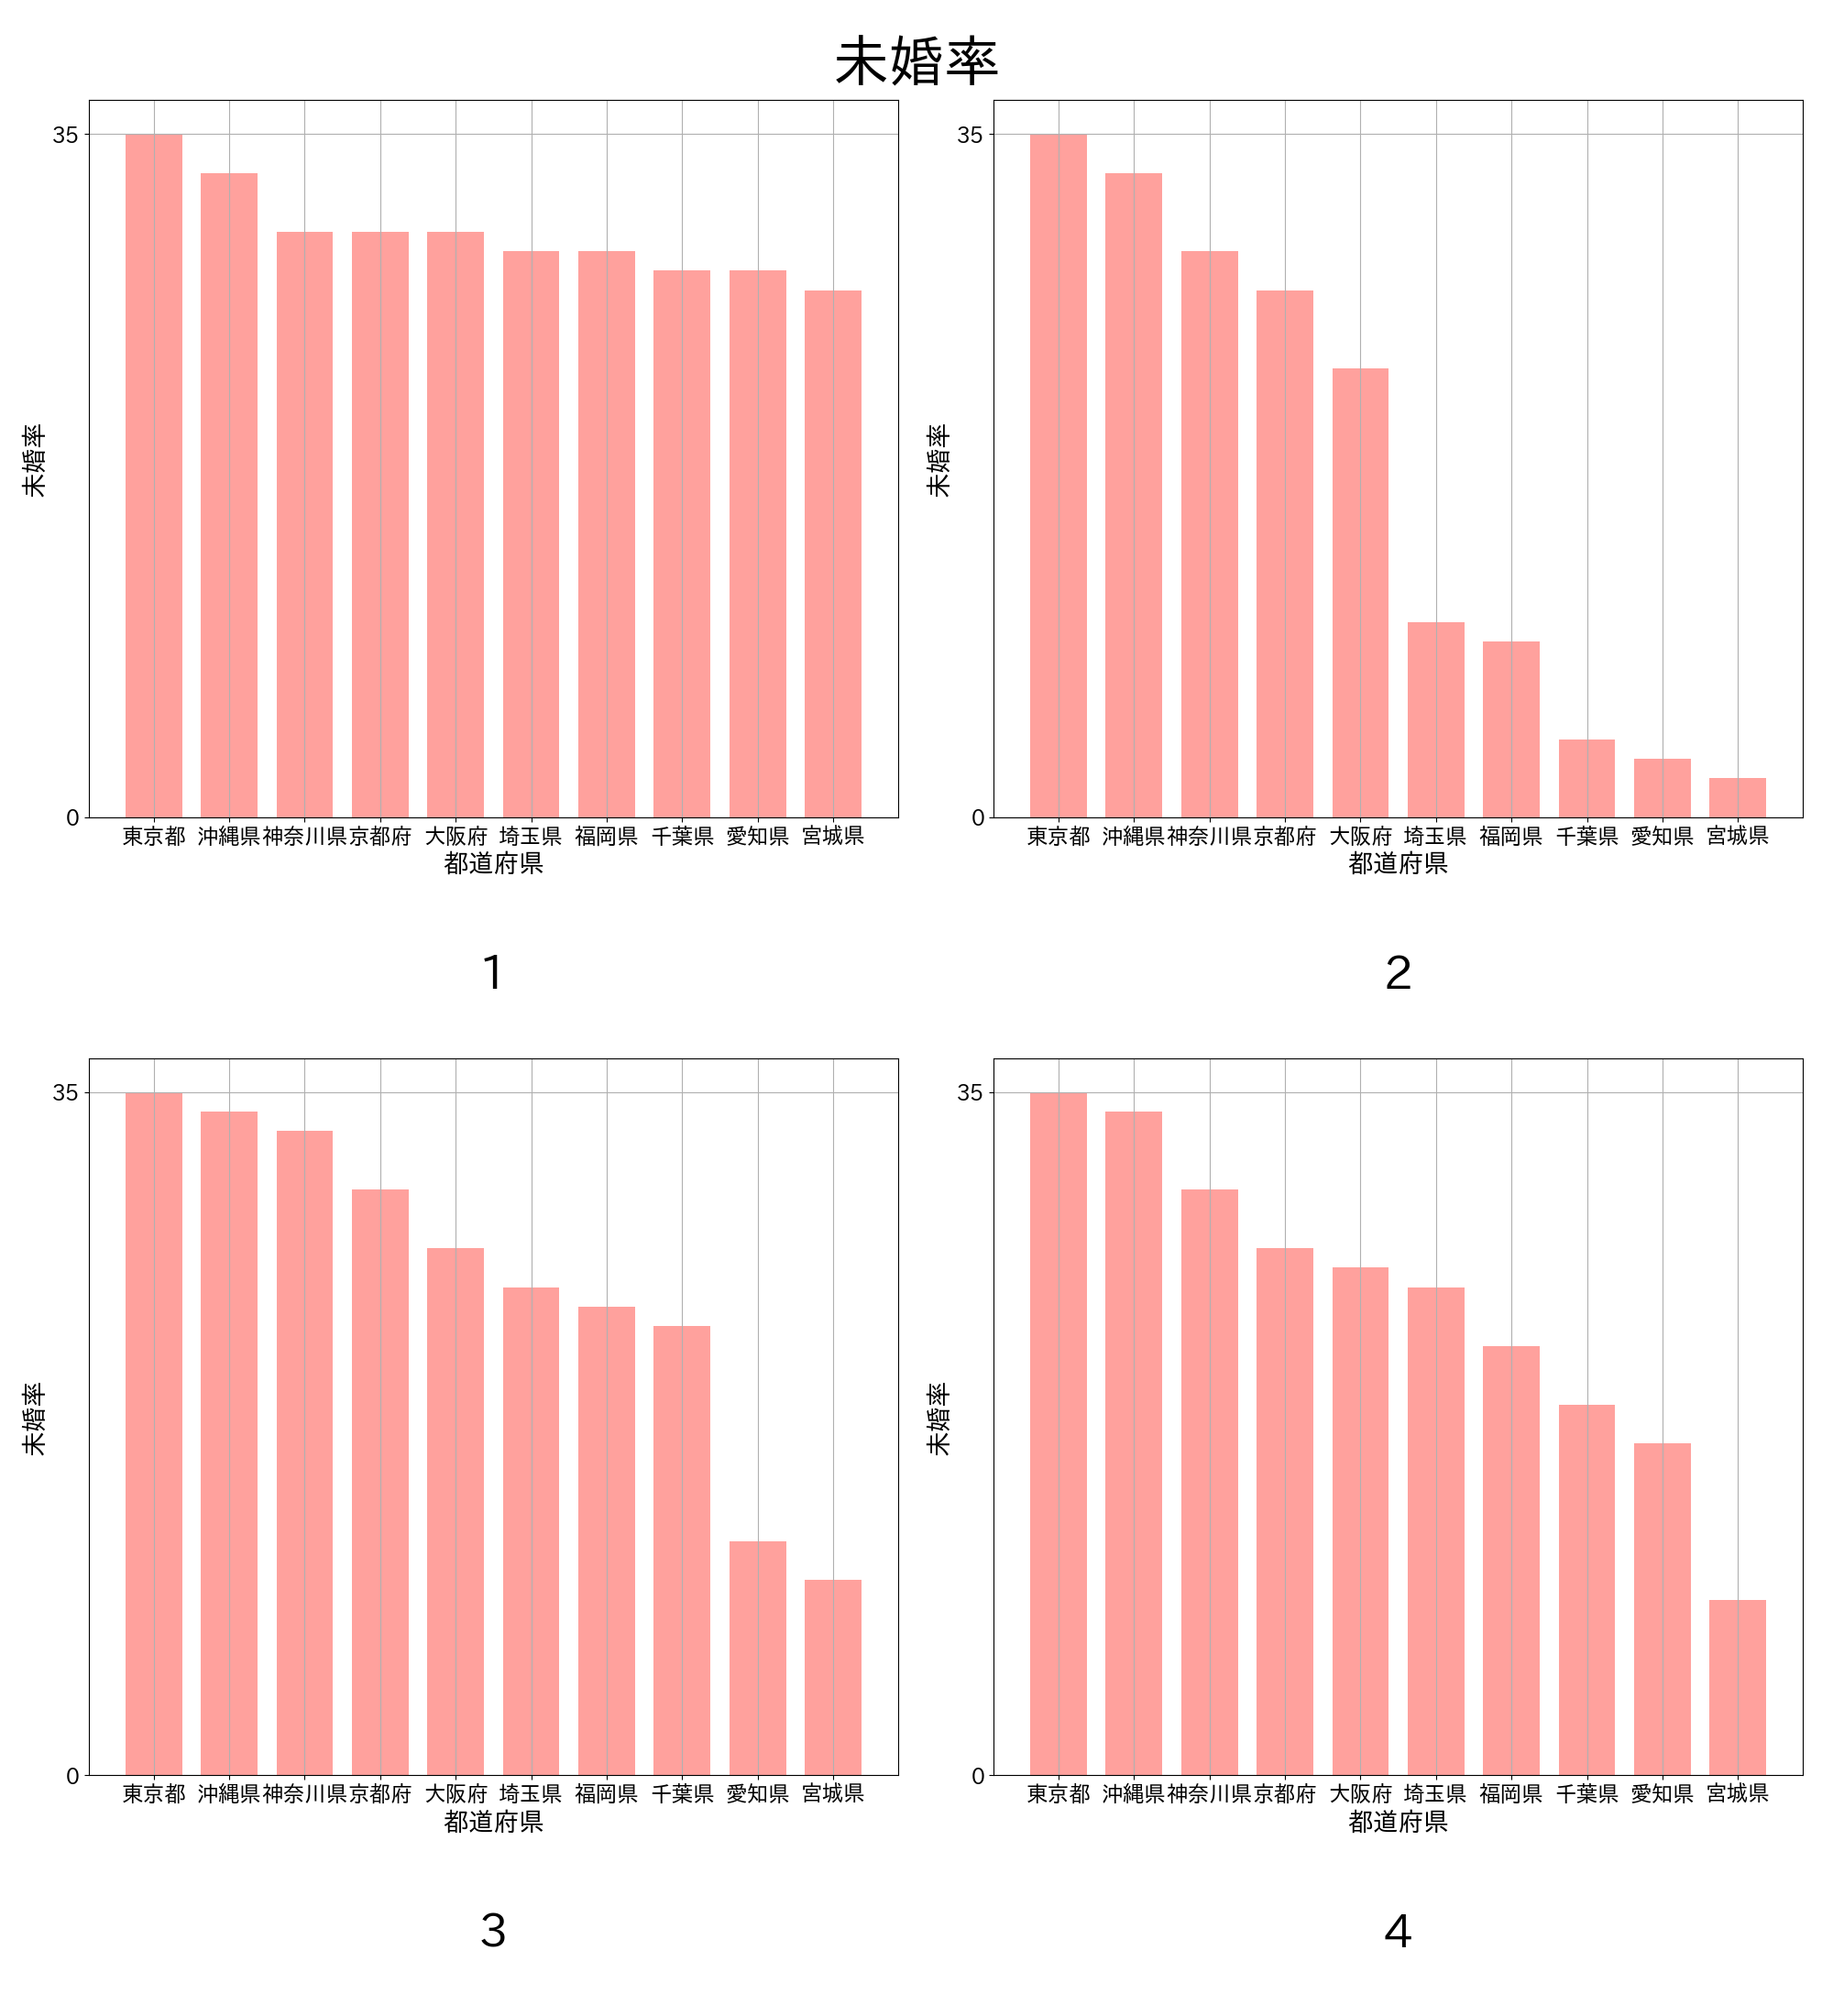 未婚率
35
0
未婚率
東京都 沖縄県 神奈川県 京都府 大阪府 埼玉県 福岡県 千葉県 愛知県 宮城県
都道府県
1
35
0
未婚率
東京都 沖縄県 神奈川県 京都府 大阪府 埼玉県 福岡県 千葉県 愛知県 宮城県
都道府県
2
35
0
未婚率
東京都 沖縄県 神奈川県 京都府 大阪府 埼玉県 福岡県 千葉県 愛知県 宮城県
都道府県
3
35
0
未婚率
東京都 沖縄県 神奈川県 京都府 大阪府 埼玉県 福岡県 千葉県 愛知県 宮城県
都道府県
4